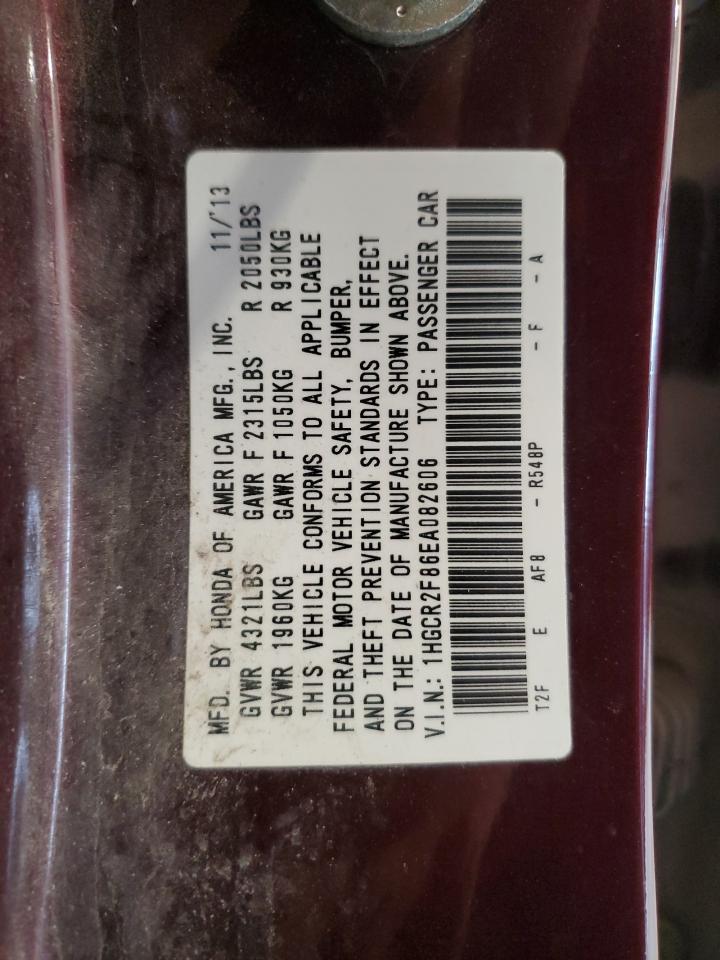 MFD. BY HONDA OF AMERICA MFG., INC. 11/'13
GVWR 4321LBS GAWR F 2315LBS R 2050LBS
GVWR 1960KG GAWR F 1050KG R 930KG
THIS VEHICLE CONFORMS TO ALL APPLICABLE
FEDERAL MOTOR VEHICLE SAFETY, BUMPER,
AND THEFT PREVENTION STANDARDS IN EFFECT
ON THE DATE OF MANUFACTURE SHOWN ABOVE.
V.I.N.: 1HGCR2F86EA082606 TYPE: PASSENGER CAR
T2F E AF8 - R548P - F - A